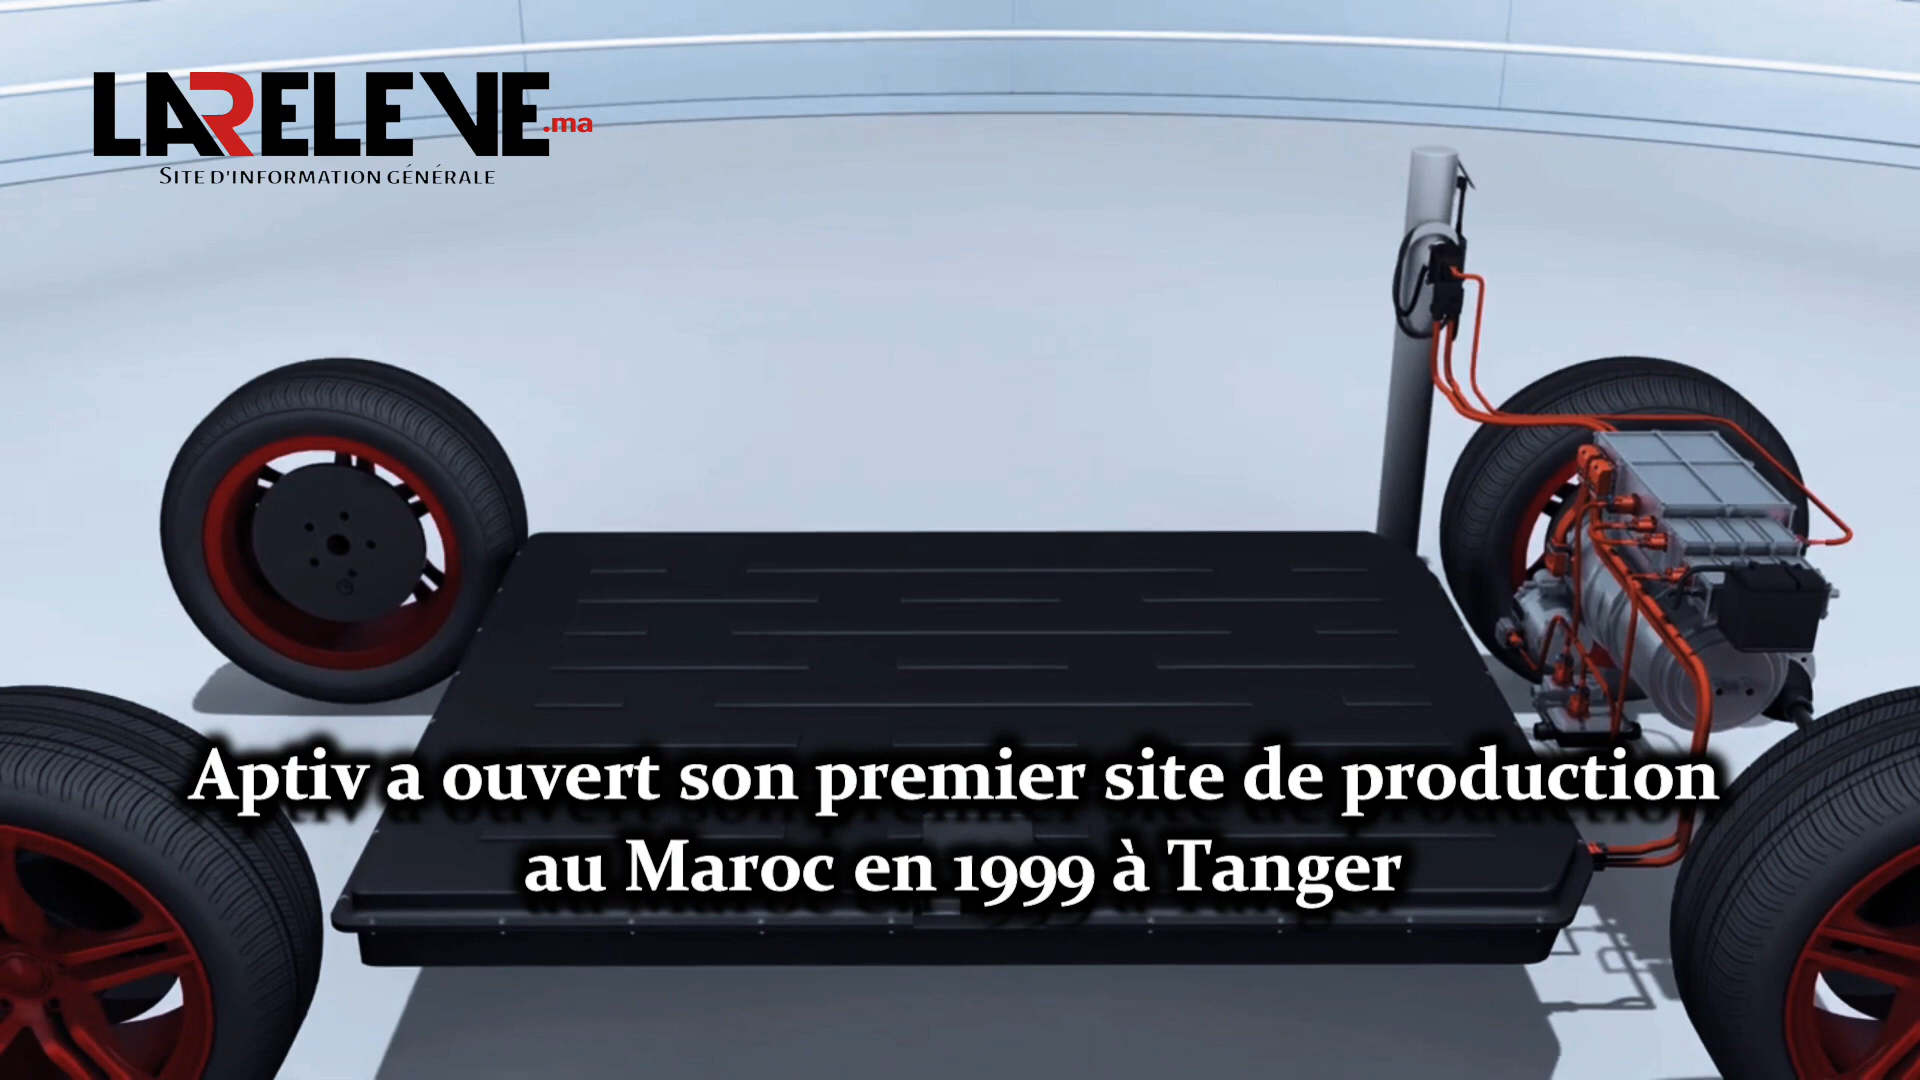 LARELEVE.ma
SITE D'INFORMATION GÉNÉRALE
Aptiv a ouvert son premier site de production
au Maroc en 1999 à Tanger